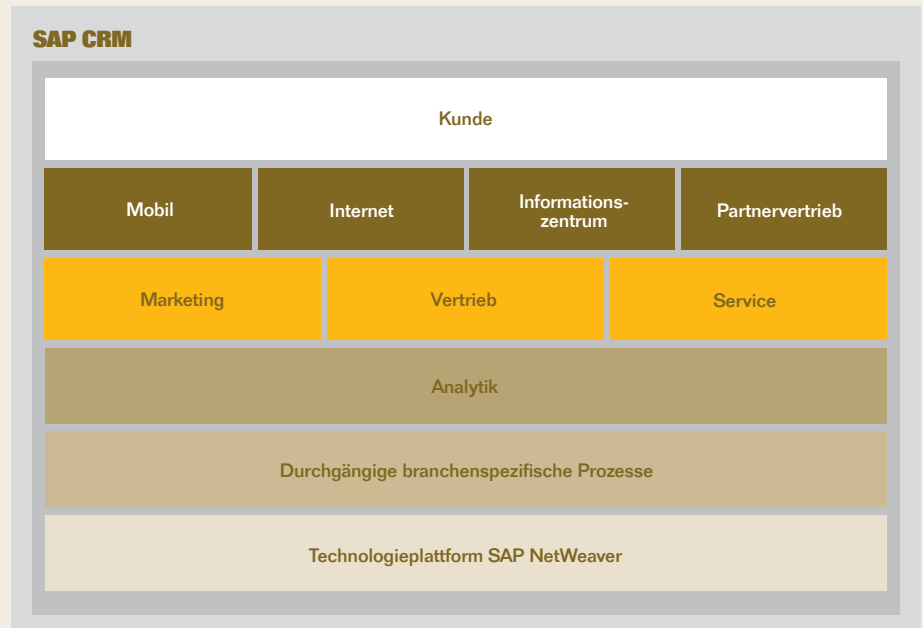 SAP CRM
Kunde
Mobil
Internet
Informations-
zentrum
Partnervertrieb
Marketing
Vertrieb
Service
Analytik
Durchgängige branchenspezifische Prozesse
Technologieplattform SAP NetWeaver